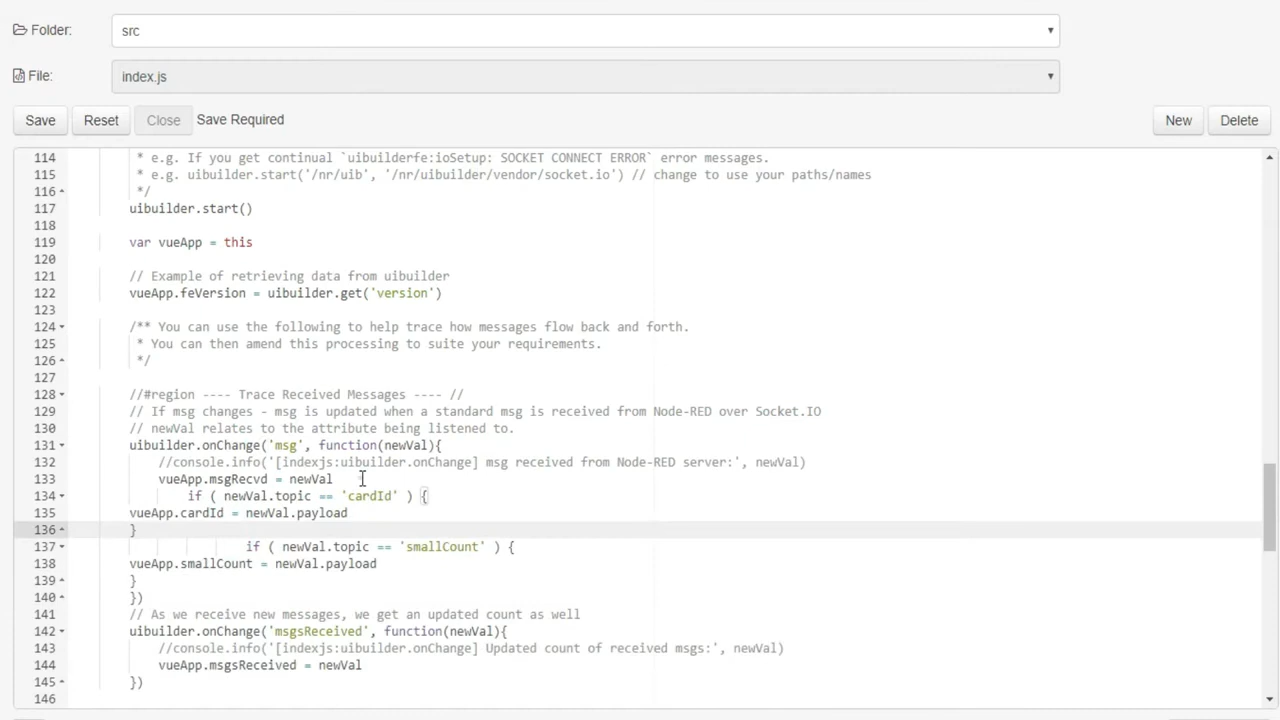 Folder: src
File: index.js
Save Reset Close Save Required New Delete
114 * e.g. If you get continual `uibuilderfe:ioSetup: SOCKET CONNECT ERROR` error messages.
115 * e.g. uibuilder.start('/nr/uib', '/nr/uibuilder/vendor/socket.io') // change to use your paths/names
116 */
117 uibuilder.start()
118
119 var vueApp = this
120
121 // Example of retrieving data from uibuilder
122 vueApp.feVersion = uibuilder.get('version')
123
124 /** You can use the following to help trace how messages flow back and forth.
125 * You can then amend this processing to suite your requirements.
126 */
127
128 //#region ---- Trace Received Messages ---- //
129 // If msg changes - msg is updated when a standard msg is received from Node-RED over Socket.IO
130 // newVal relates to the attribute being listened to.
131 uibuilder.onChange('msg', function(newVal){
132 //console.info('[indexjs:uibuilder.onChange] msg received from Node-RED server:', newVal)
133 vueApp.msgRecvd = newVal
134 if ( newVal.topic == 'cardId' ) {
135 vueApp.cardId = newVal.payload
136 }
137 if ( newVal.topic == 'smallCount' ) {
138 vueApp.smallCount = newVal.payload
139 }
140 })
141 // As we receive new messages, we get an updated count as well
142 uibuilder.onChange('msgsReceived', function(newVal){
143 //console.info('[indexjs:uibuilder.onChange] Updated count of received msgs:', newVal)
144 vueApp.msgsReceived = newVal
145 })
146